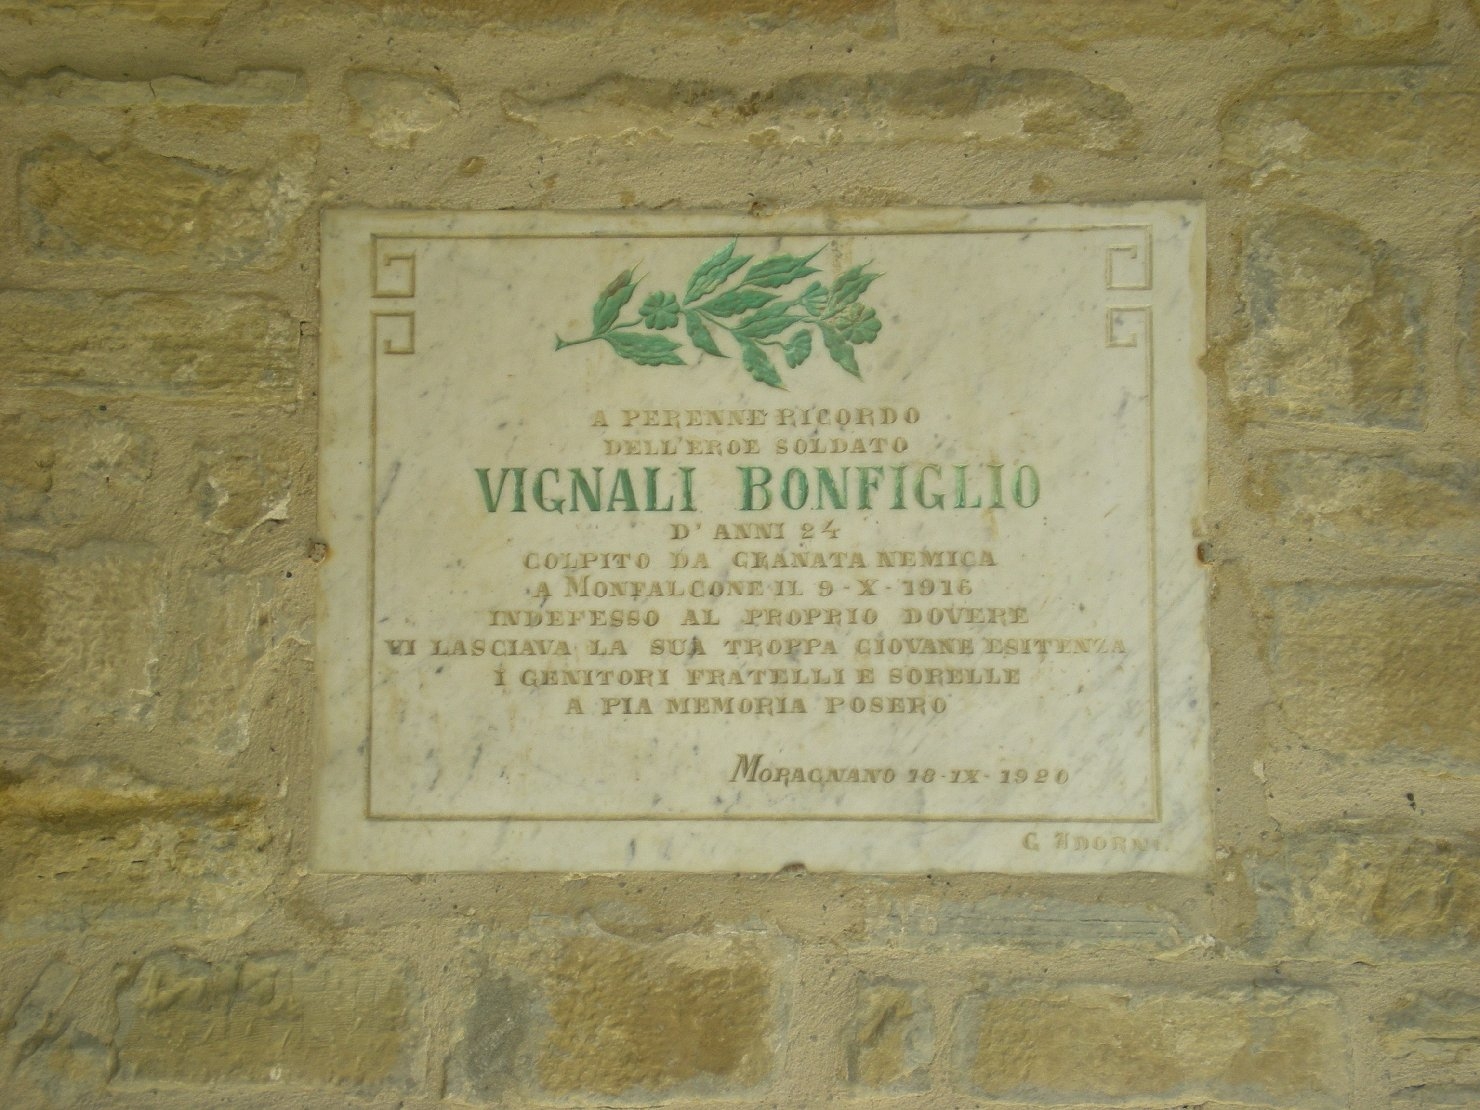 A PERENNE RICORDO
DELL'EROE SOLDATO
VIGNALI BONFIGLIO
D' ANNI 24
COLPITO DA GRANATA NEMICA
A MONFALCONE IL 9-X-1916
INDEFESSO AL PROPRIO DOVERE
VI LASCIAVA LA SUA TROPPA GIOVANE ESITENZA
I GENITORI FRATELLI E SORELLE
A PIA MEMORIA POSERO
MORAGNANO 18-IX-1920
G. ADORNI.